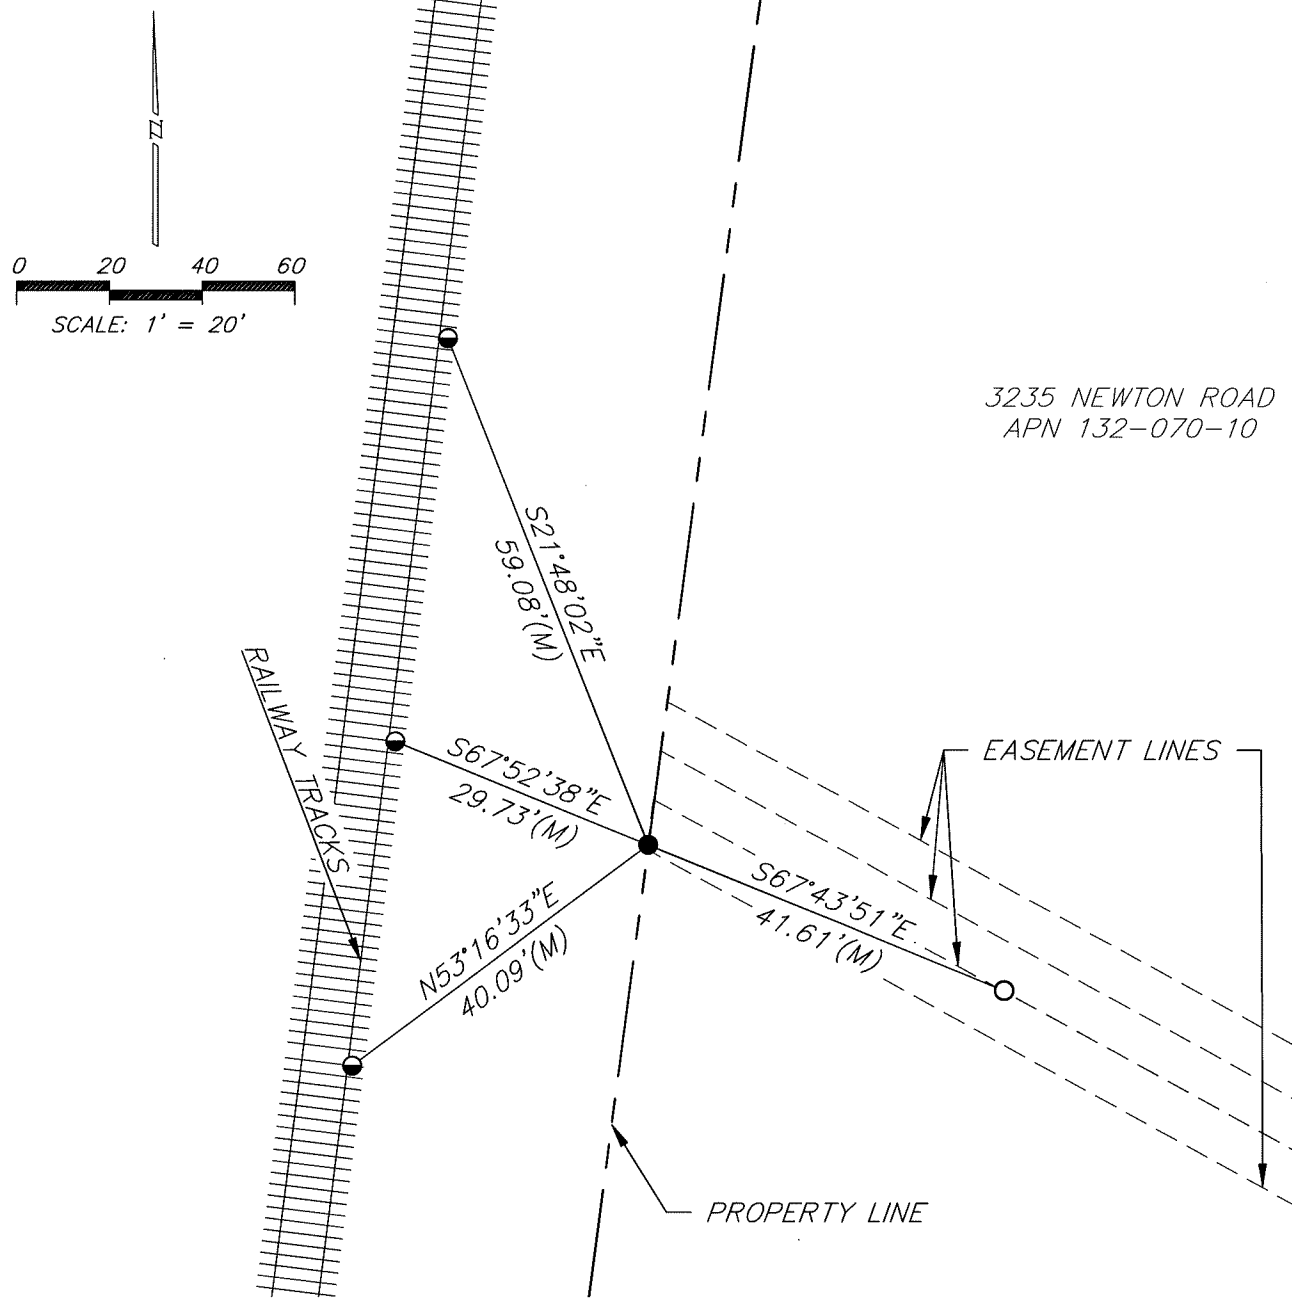 N
0 20 40 60
SCALE: 1' = 20'
3235 NEWTON ROAD
APN 132-070-10
S21°48'02"E
59.08'(M)
RAILWAY TRACKS
S67°52'38"E
29.73'(M)
EASEMENT LINES
S67°43'51"E
41.61'(M)
N53°16'33"E
40.09'(M)
PROPERTY LINE